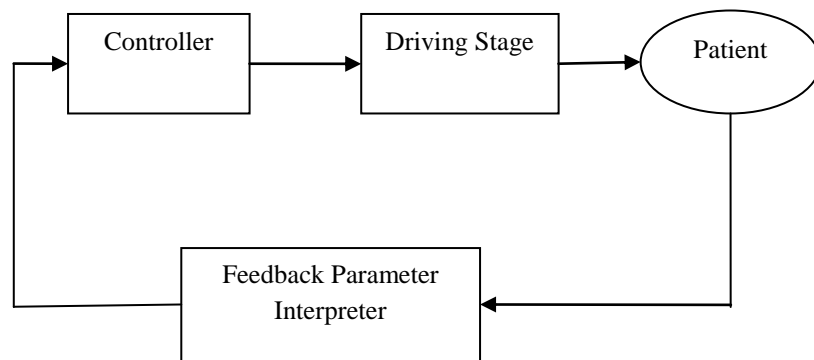 Controller
Driving Stage
Patient
Feedback Parameter
Interpreter